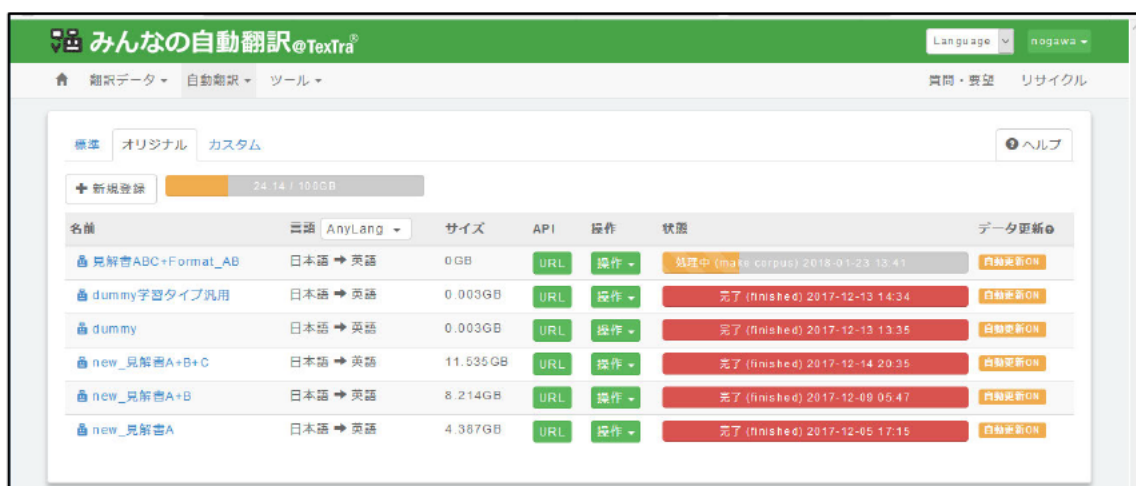 みんなの自動翻訳@TexTra® Language nogawa
翻訳データ 自動翻訳 ツール 質問・要望 リサイクル
標準 オリジナル カスタム ヘルプ
新規登録 24.14 / 100GB
名前 言語 AnyLang サイズ API 操作 状態 データ更新
見解書ABC+Format_AB 日本語 ➡ 英語 0GB URL 操作 処理中 (make corpus) 2018-01-23 13:41 自動更新ON
dummy学習タイプ汎用 日本語 ➡ 英語 0.003GB URL 操作 完了 (finished) 2017-12-13 14:34 自動更新ON
dummy 日本語 ➡ 英語 0.003GB URL 操作 完了 (finished) 2017-12-13 13:35 自動更新ON
new_見解書A+B+C 日本語 ➡ 英語 11.535GB URL 操作 完了 (finished) 2017-12-14 20:35 自動更新ON
new_見解書A+B 日本語 ➡ 英語 8.214GB URL 操作 完了 (finished) 2017-12-09 05:47 自動更新ON
new_見解書A 日本語 ➡ 英語 4.387GB URL 操作 完了 (finished) 2017-12-05 17:15 自動更新ON